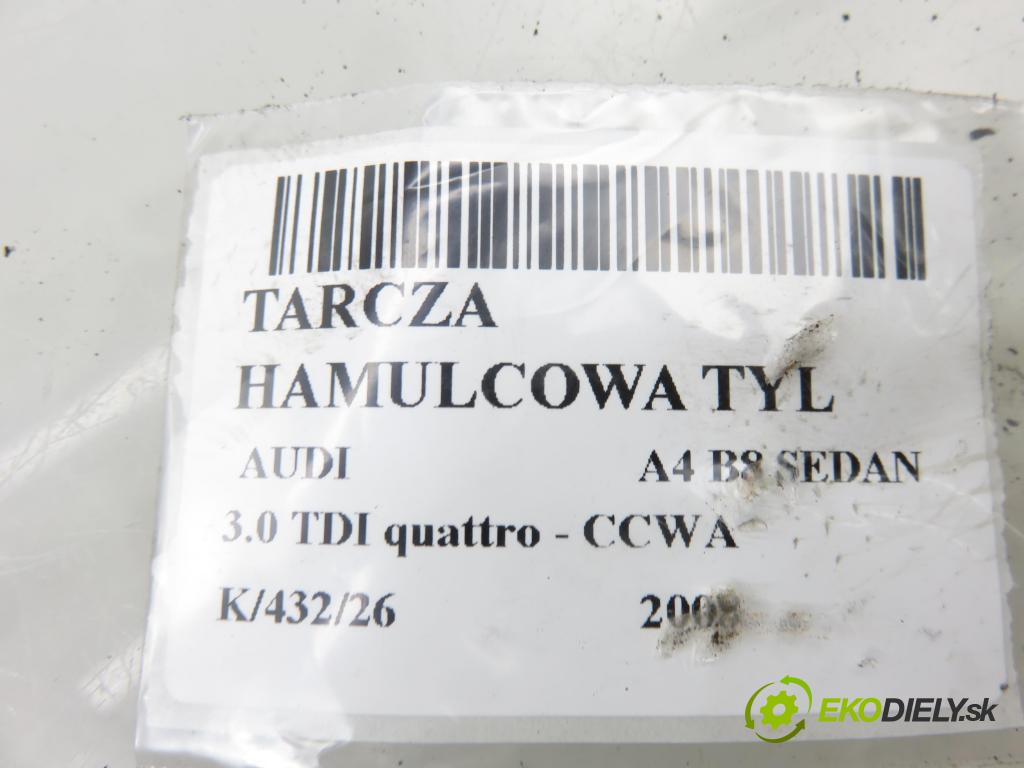 TARCZA
HAMULCOWA TYL
AUDI A4 B8 SEDAN
3.0 TDI quattro - CCWA
K/432/26
EKODIELY.sk